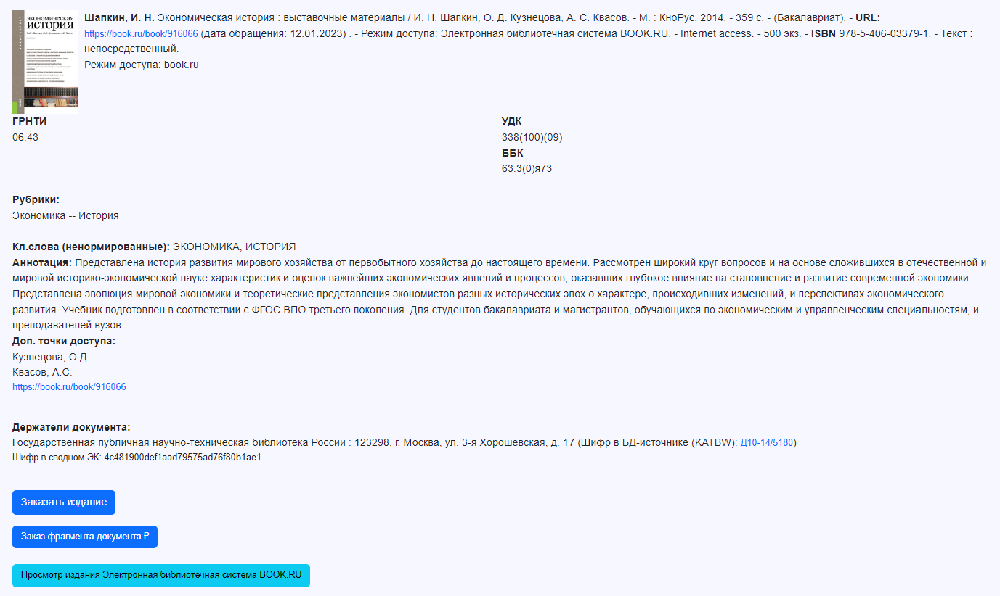 экономическая
история
Шапкин, И. Н. Экономическая история : выставочные материалы / И. Н. Шапкин, О. Д. Кузнецова, А. С. Квасов. - М. : КноРус, 2014. - 359 с. - (Бакалавриат). - URL:
https://book.ru/book/916066 (дата обращения: 12.01.2023) . - Режим доступа: Электронная библиотечная система BOOK.RU. - Internet access. - 500 экз. - ISBN 978-5-406-03379-1. - Текст :
непосредственный.
Режим доступа: book.ru
ГРНТИ
06.43
УДК
338(100)(09)
ББК
63.3(0)я73
Рубрики:
Экономика -- История
Кл.слова (ненормированные): ЭКОНОМИКА, ИСТОРИЯ
Аннотация: Представлена история развития мирового хозяйства от первобытного хозяйства до настоящего времени. Рассмотрен широкий круг вопросов и на основе сложившихся в отечественной и
мировой историко-экономической науке характеристик и оценок важнейших экономических явлений и процессов, оказавших глубокое влияние на становление и развитие современной экономики.
Представлена эволюция мировой экономики и теоретические представления экономистов разных исторических эпох о характере, происходивших изменений, и перспективах экономического
развития. Учебник подготовлен в соответствии с ФГОС ВПО третьего поколения. Для студентов бакалавриата и магистрантов, обучающихся по экономическим и управленческим специальностям, и
преподавателей вузов.
Доп. точки доступа:
Кузнецова, О.Д.
Квасов, А.С.
https://book.ru/book/916066
Держатели документа:
Государственная публичная научно-техническая библиотека России : 123298, г. Москва, ул. 3-я Хорошевская, д. 17 (Шифр в БД-источнике (KATBW): Д10-14/5180)
Шифр в сводном ЭК: 4c481900def1aad79575ad76f80b1ae1
Заказать издание
Заказ фрагмента документа ₽
Просмотр издания Электронная библиотечная система BOOK.RU